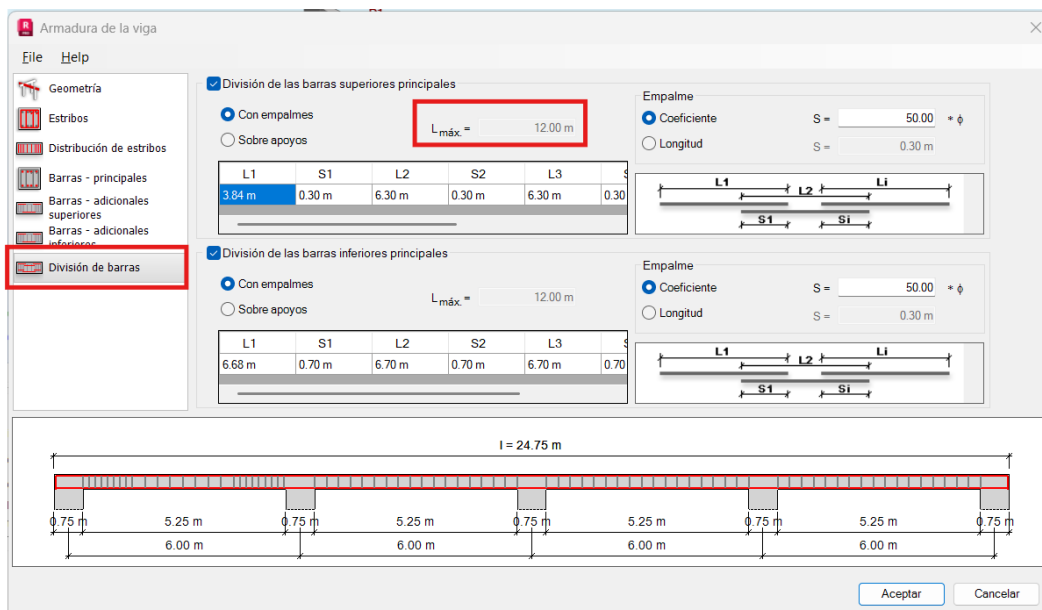 Armadura de la viga
File Help
Geometría
Estribos
Distribución de estribos
Barras - principales
Barras - adicionales
superiores
Barras - adicionales
inferiores
División de barras
División de las barras superiores principales
Con empalmes
Sobre apoyos
L máx. = 12.00 m
L1 S1 L2 S2 L3
3.84 m 0.30 m 6.30 m 0.30 m 6.30 m 0.30
Empalme
Coeficiente S = 50.00 * ϕ
Longitud S = 0.30 m
L1 L2 Li
S1 Si
División de las barras inferiores principales
Con empalmes
Sobre apoyos
L máx. = 12.00 m
L1 S1 L2 S2 L3
6.68 m 0.70 m 6.70 m 0.70 m 6.70 m 0.70
Empalme
Coeficiente S = 50.00 * ϕ
Longitud S = 0.30 m
L1 L2 Li
S1 Si
l = 24.75 m
0.75 m 5.25 m 0.75 m 5.25 m 0.75 m 5.25 m 0.75 m 5.25 m 0.75 m
6.00 m 6.00 m 6.00 m 6.00 m
Aceptar Cancelar